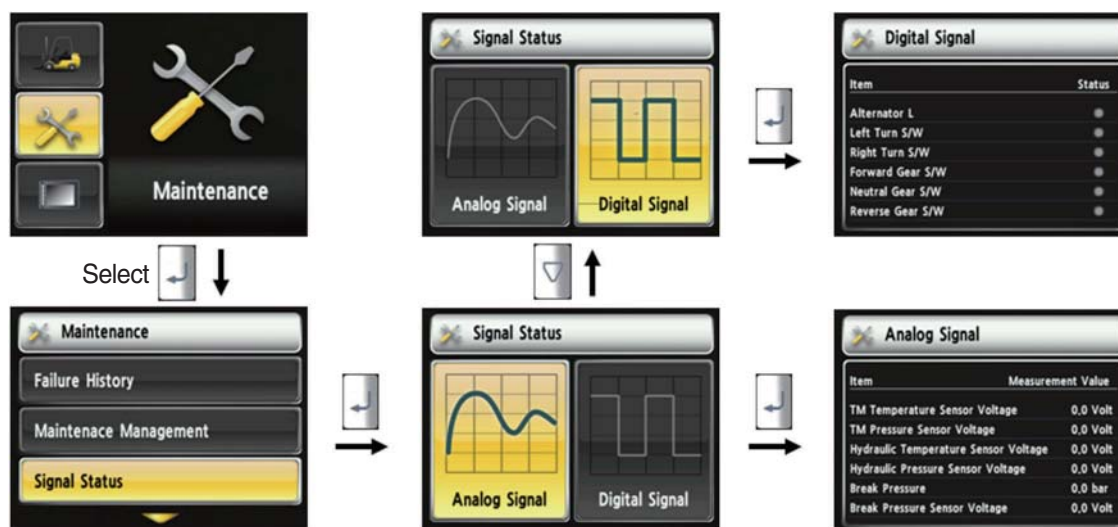 Maintenance
Select
Maintenance
Failure History
Maintenace Management
Signal Status
Signal Status
Analog Signal
Digital Signal
Signal Status
Analog Signal
Digital Signal
Digital Signal
Item Status
Alternator L
Left Turn S/W
Right Turn S/W
Forward Gear S/W
Neutral Gear S/W
Reverse Gear S/W
Analog Signal
Item Measurement Value
TM Temperature Sensor Voltage 0,0 Volt
TM Pressure Sensor Voltage 0,0 Volt
Hydraulic Temperature Sensor Voltage 0,0 Volt
Hydraulic Pressure Sensor Voltage 0,0 Volt
Break Pressure 0,0 bar
Break Pressure Sensor Voltage 0,0 Volt